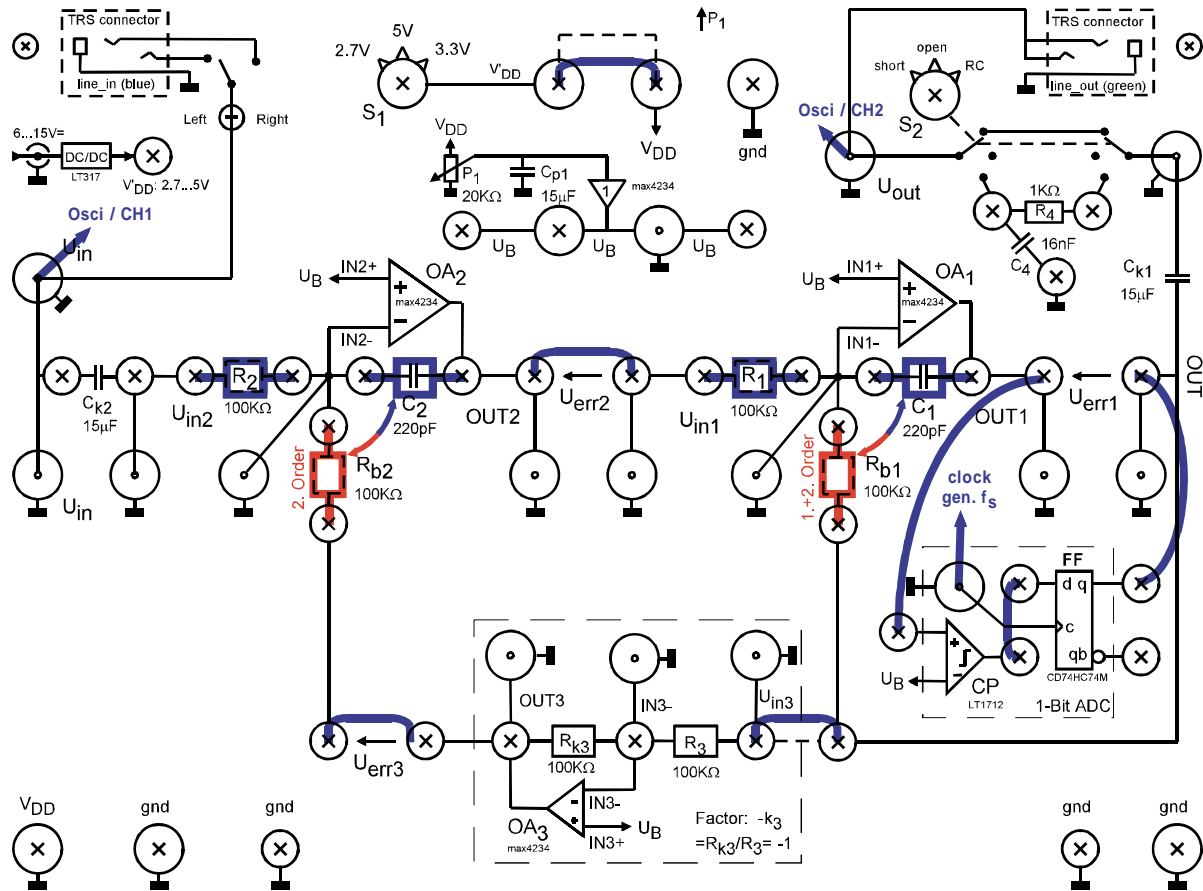 TRS connector
line_in (blue)
Left
Right
6...15V=
DC/DC
LT317
V'DD: 2.7...5V
Osci / CH1
Uin
5V
2.7V
3.3V
S1
V'DD
VDD
gnd
P1
VDD
P1
20KΩ
Cp1
15µF
1
max4234
UB
UB
UB
UB
TRS connector
line_out (green)
Osci / CH2
Uout
open
short
RC
S2
1KΩ
R4
16nF
C4
Ck1
15µF
OUT
UB
IN2+
OA2
+
max4234
−
IN2-
UB
IN1+
OA1
+
max4234
−
IN1-
Ck2
15µF
Uin2
R2
100KΩ
C2
220pF
OUT2
Uerr2
Uin1
R1
100KΩ
C1
220pF
OUT1
Uerr1
Uin
2. Order
Rb2
100KΩ
1.+2. Order
Rb1
100KΩ
clock
gen. fs
FF
d q
c
qb
CD74HC74M
+
−
UB
CP
LT1712
1-Bit ADC
OUT3
IN3-
Uin3
Uerr3
Rk3
100KΩ
R3
100KΩ
-
+
IN3-
UB
IN3+
OA3
max4234
Factor: -k3
=Rk3/R3= -1
VDD
gnd
gnd
gnd
gnd